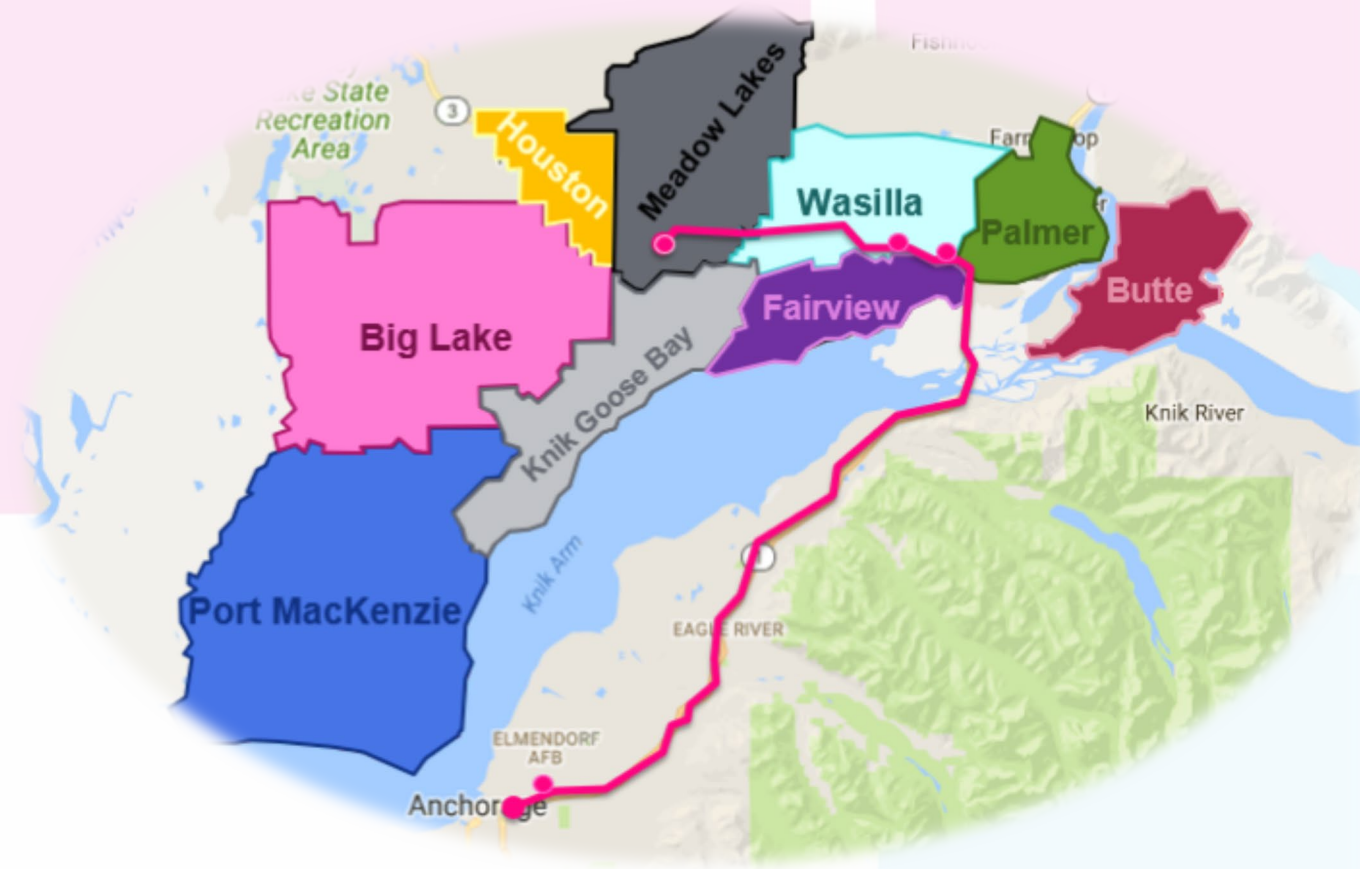 ke State
Recreation
Area
3
Houston
Meadow Lakes
Wasilla
Palmer
Butte
Fairview
Big Lake
Knik Goose Bay
Knik River
Port MacKenzie
Knik Arm
EAGLE RIVER
ELMENDORF
AFB
Anchorage